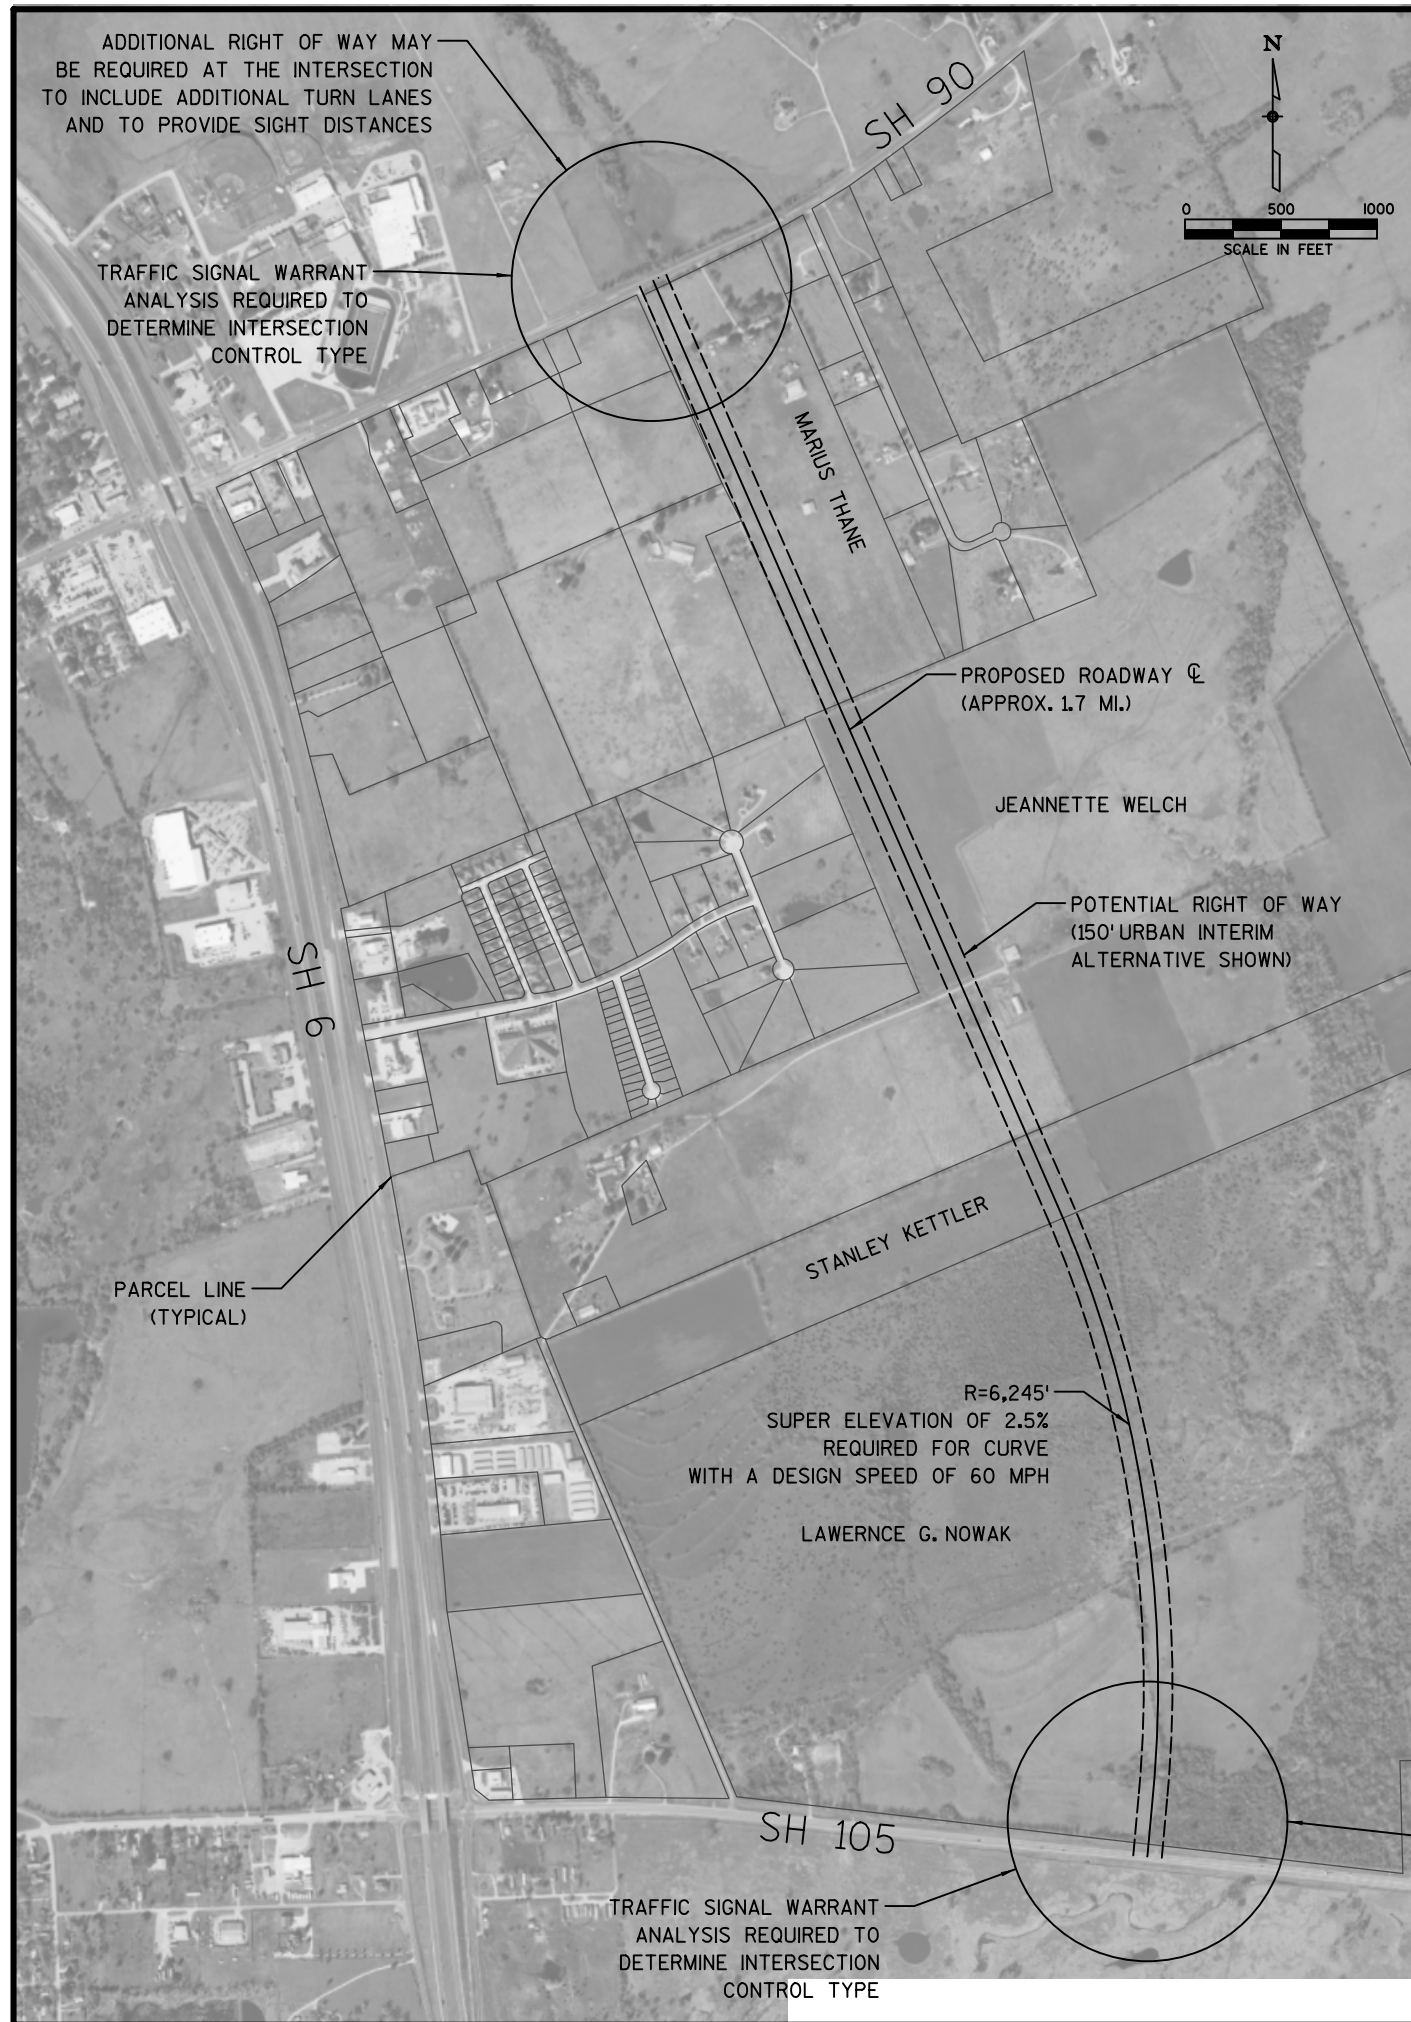 ADDITIONAL RIGHT OF WAY MAY
BE REQUIRED AT THE INTERSECTION
TO INCLUDE ADDITIONAL TURN LANES
AND TO PROVIDE SIGHT DISTANCES
SH 90
N
0 500 1000
SCALE IN FEET
TRAFFIC SIGNAL WARRANT
ANALYSIS REQUIRED TO
DETERMINE INTERSECTION
CONTROL TYPE
MARIUS THANE
PROPOSED ROADWAY ℄
(APPROX. 1.7 MI.)
JEANNETTE WELCH
POTENTIAL RIGHT OF WAY
(150' URBAN INTERIM
ALTERNATIVE SHOWN)
SH 6
STANLEY KETTLER
PARCEL LINE
(TYPICAL)
R=6,245'
SUPER ELEVATION OF 2.5%
REQUIRED FOR CURVE
WITH A DESIGN SPEED OF 60 MPH
LAWERNCE G. NOWAK
SH 105
TRAFFIC SIGNAL WARRANT
ANALYSIS REQUIRED TO
DETERMINE INTERSECTION
CONTROL TYPE